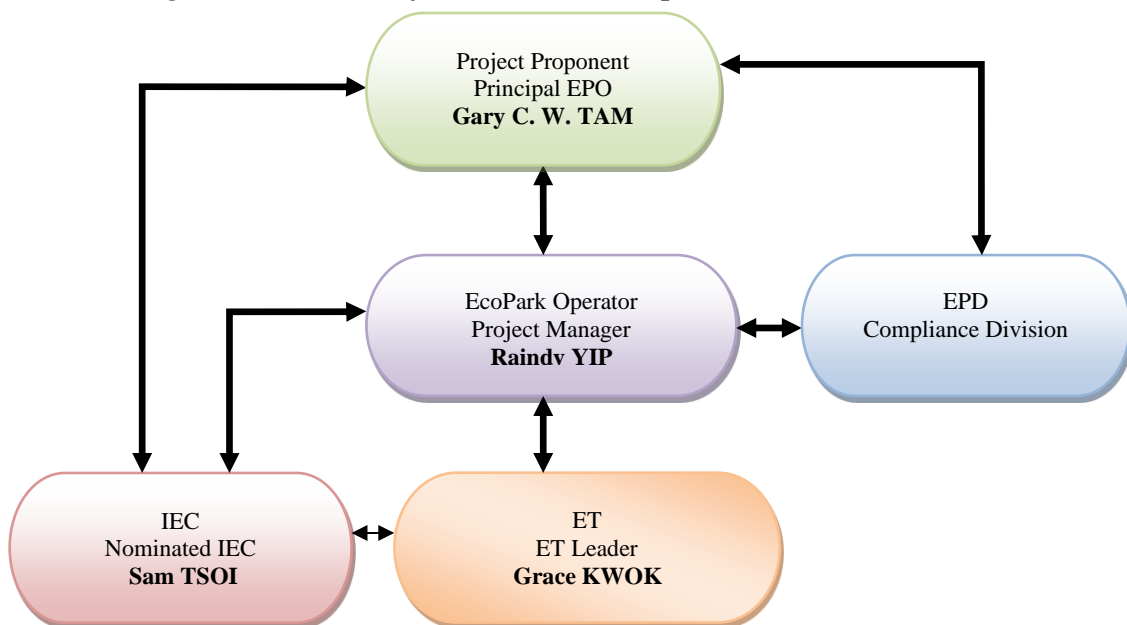 Project Proponent
Principal EPO
Gary C. W. TAM
EcoPark Operator
Project Manager
Raindv YIP
EPD
Compliance Division
IEC
Nominated IEC
Sam TSOI
ET
ET Leader
Grace KWOK